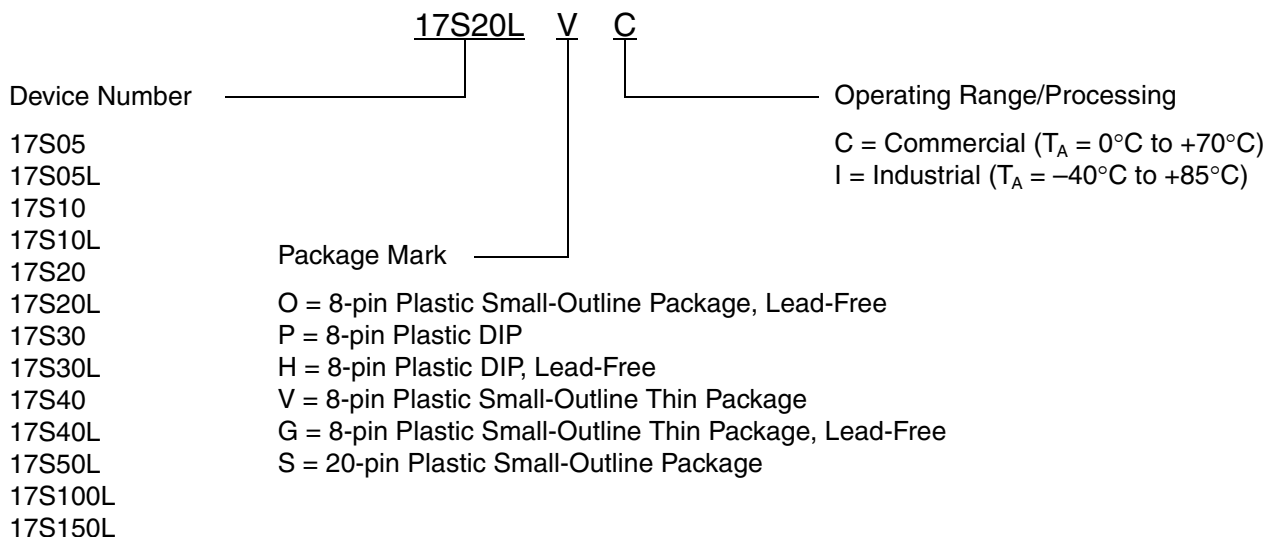 17S20L V C
Device Number
17S05
17S05L
17S10
17S10L
17S20
17S20L
17S30
17S30L
17S40
17S40L
17S50L
17S100L
17S150L
Package Mark
O = 8-pin Plastic Small-Outline Package, Lead-Free
P = 8-pin Plastic DIP
H = 8-pin Plastic DIP, Lead-Free
V = 8-pin Plastic Small-Outline Thin Package
G = 8-pin Plastic Small-Outline Thin Package, Lead-Free
S = 20-pin Plastic Small-Outline Package
Operating Range/Processing
C = Commercial (TA = 0°C to +70°C)
I = Industrial (TA = –40°C to +85°C)